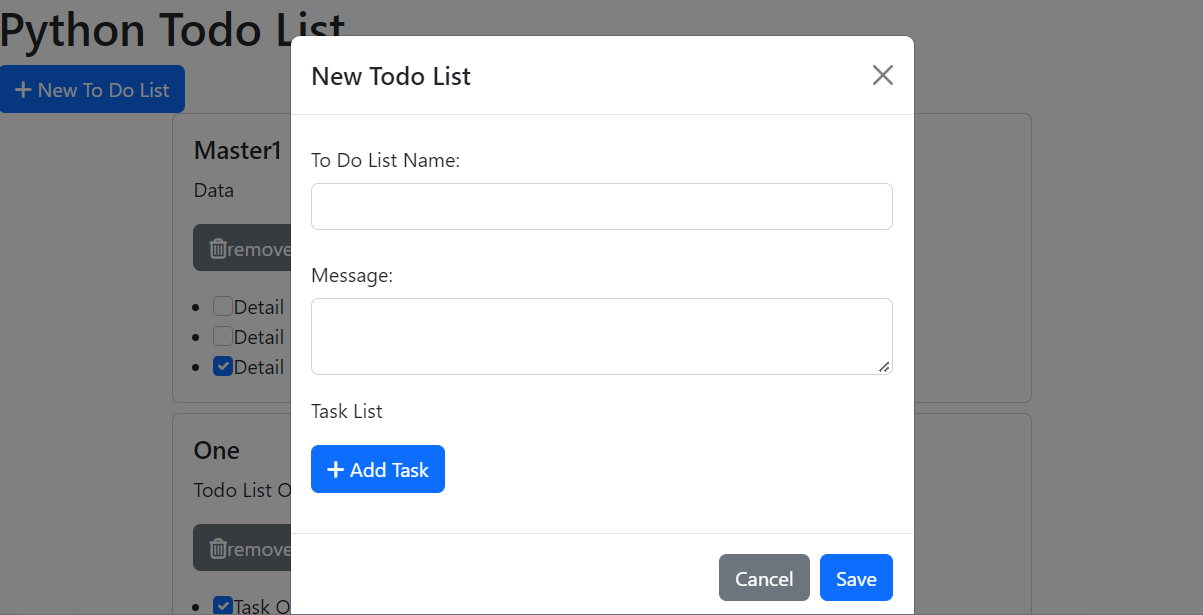 Python Todo List
New To Do List
New Todo List
Master1
Data
remove
Detail
Detail
Detail
To Do List Name:
Message:
Task List
Add Task
One
Todo List
remove
Task
Cancel
Save